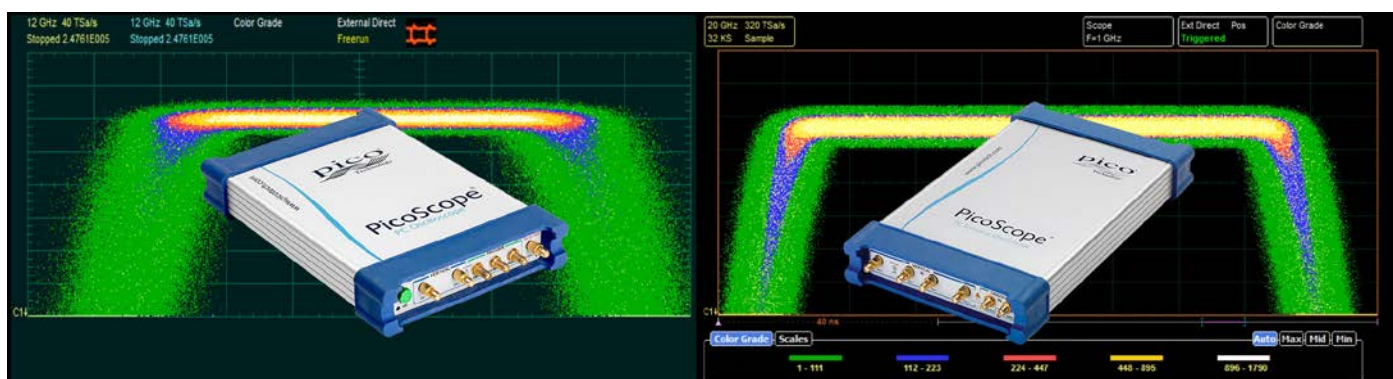 12 GHz 40 TSa/s
Stopped 2.4761E005
12 GHz 40 TSa/s
Stopped 2.4761E005
Color Grade
External Direct
Freerun
pico
Technology
PicoScope
PC Oscilloscope
C1
20 GHz 320 TSa/s
32 KS Sample
Scope
F=1 GHz
Ext Direct Pos
Triggered
Color Grade
pico
Technology
PicoScope
C1
40 ns
Color Grade Scales
Auto Max Mid Min
1 - 111
112 - 223
224 - 447
448 - 895
896 - 1790